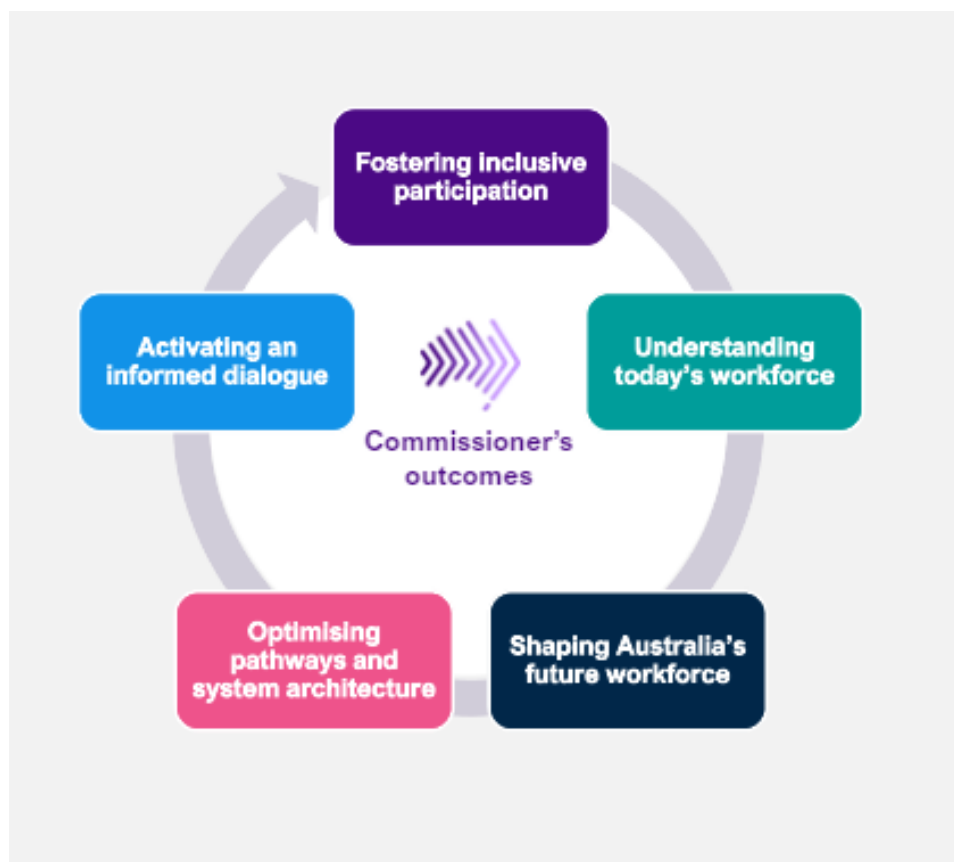 Fostering inclusive
participation
Understanding
today’s workforce
Shaping Australia’s
future workforce
Optimising
pathways and
system architecture
Activating an
informed dialogue
Commissioner’s
outcomes